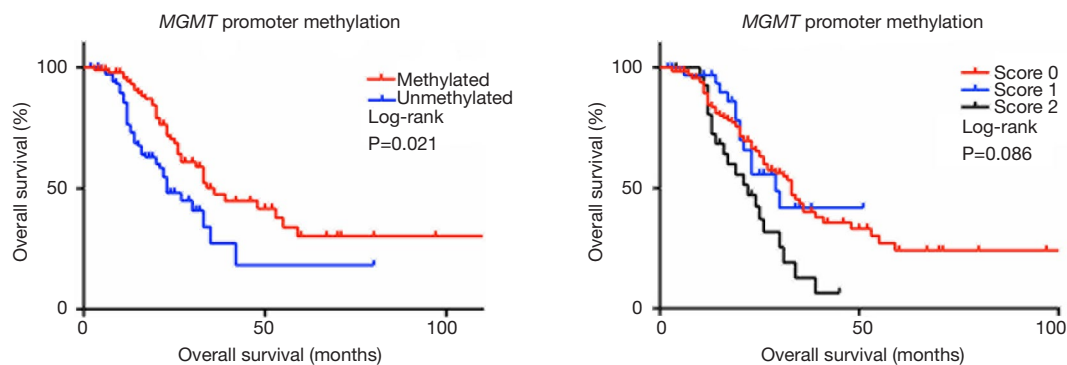 MGMT promoter methylation
100
50
0
Overall survival (%)
Methylated
Unmethylated
Log-rank
P=0.021
0
50
100
Overall survival (months)
MGMT promoter methylation
100
50
0
Overall survival (%)
Score 0
Score 1
Score 2
Log-rank
P=0.086
0
50
100
Overall survival (months)